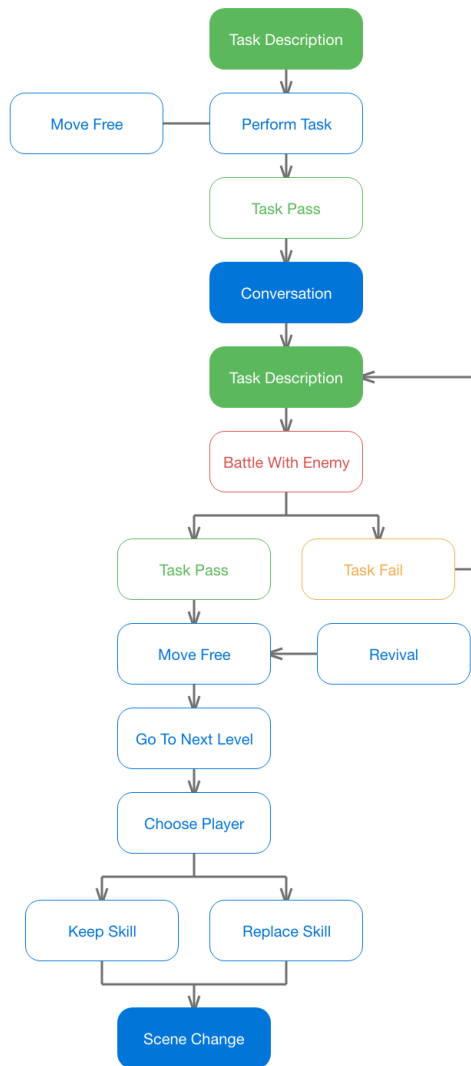 Task Description
Move Free
Perform Task
Task Pass
Conversation
Task Description
Battle With Enemy
Task Pass
Task Fail
Move Free
Revival
Go To Next Level
Choose Player
Keep Skill
Replace Skill
Scene Change